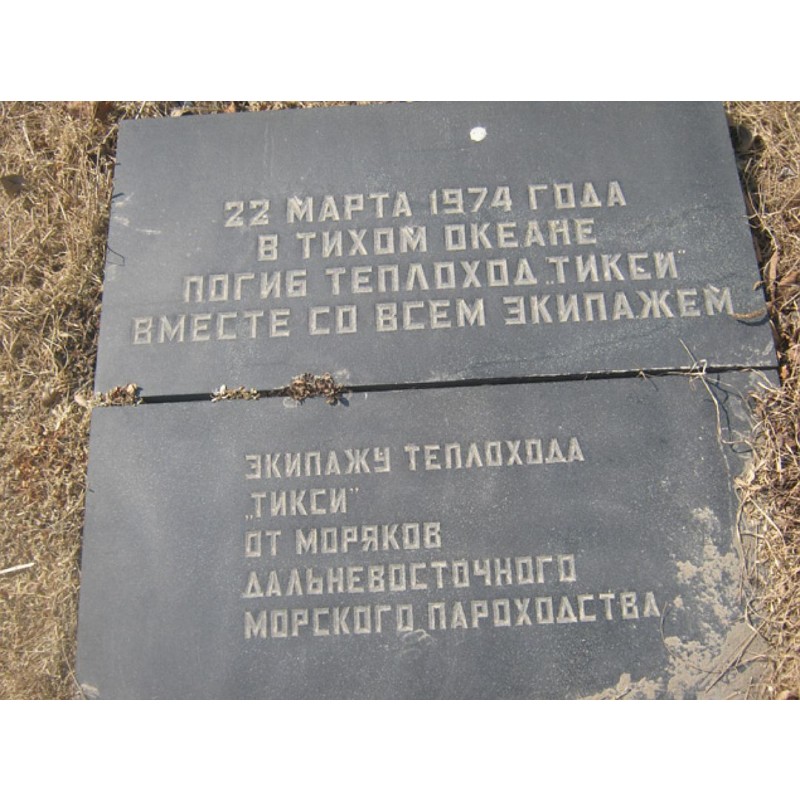 22 МАРТА 1974 ГОДА
В ТИХОМ ОКЕАНЕ
ПОГИБ ТЕПЛОХОД „ТИКСИ"
ВМЕСТЕ СО ВСЕМ ЭКИПАЖЕМ
ЭКИПАЖУ ТЕПЛОХОДА
„ТИКСИ"
ОТ МОРЯКОВ
ДАЛЬНЕВОСТОЧНОГО
МОРСКОГО ПАРОХОДСТВА